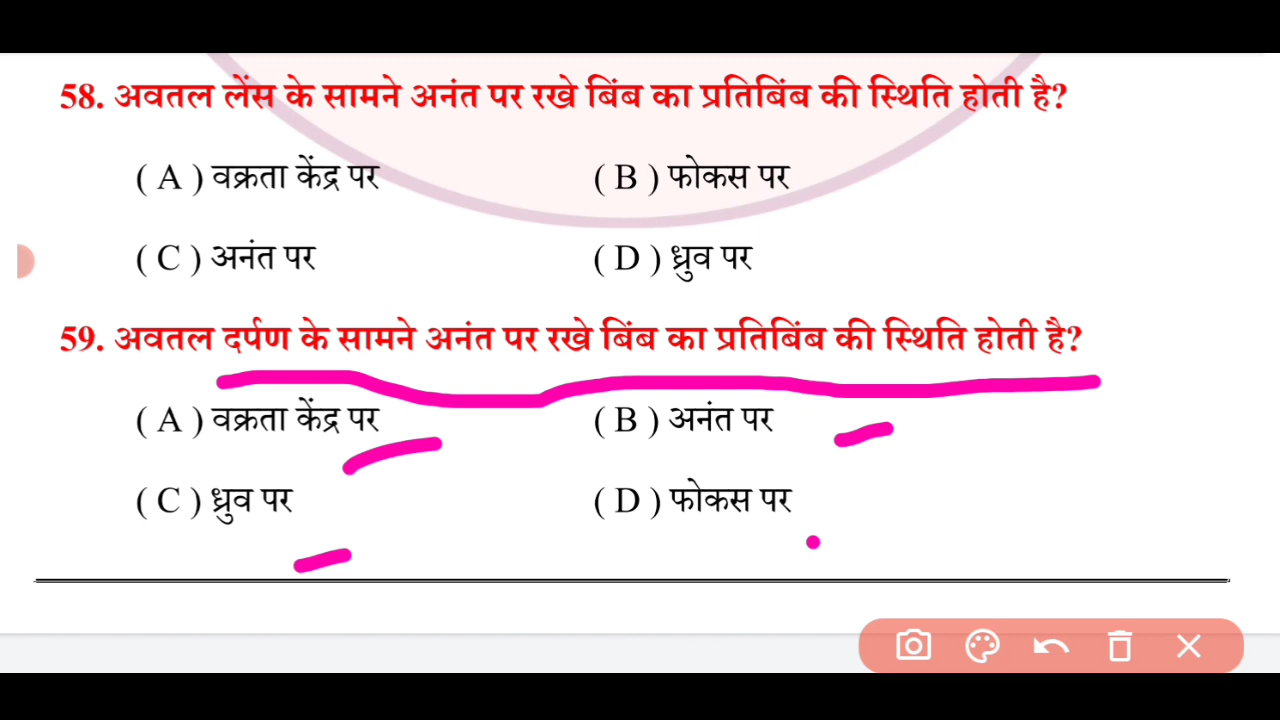 58. अवतल लेंस के सामने अनंत पर रखे बिंब का प्रतिबिंब की स्थिति होती है?
( A ) वक्रता केंद्र पर ( B ) फोकस पर
( C ) अनंत पर ( D ) ध्रुव पर
59. अवतल दर्पण के सामने अनंत पर रखे बिंब का प्रतिबिंब की स्थिति होती है?
( A ) वक्रता केंद्र पर ( B ) अनंत पर
( C ) ध्रुव पर ( D ) फोकस पर